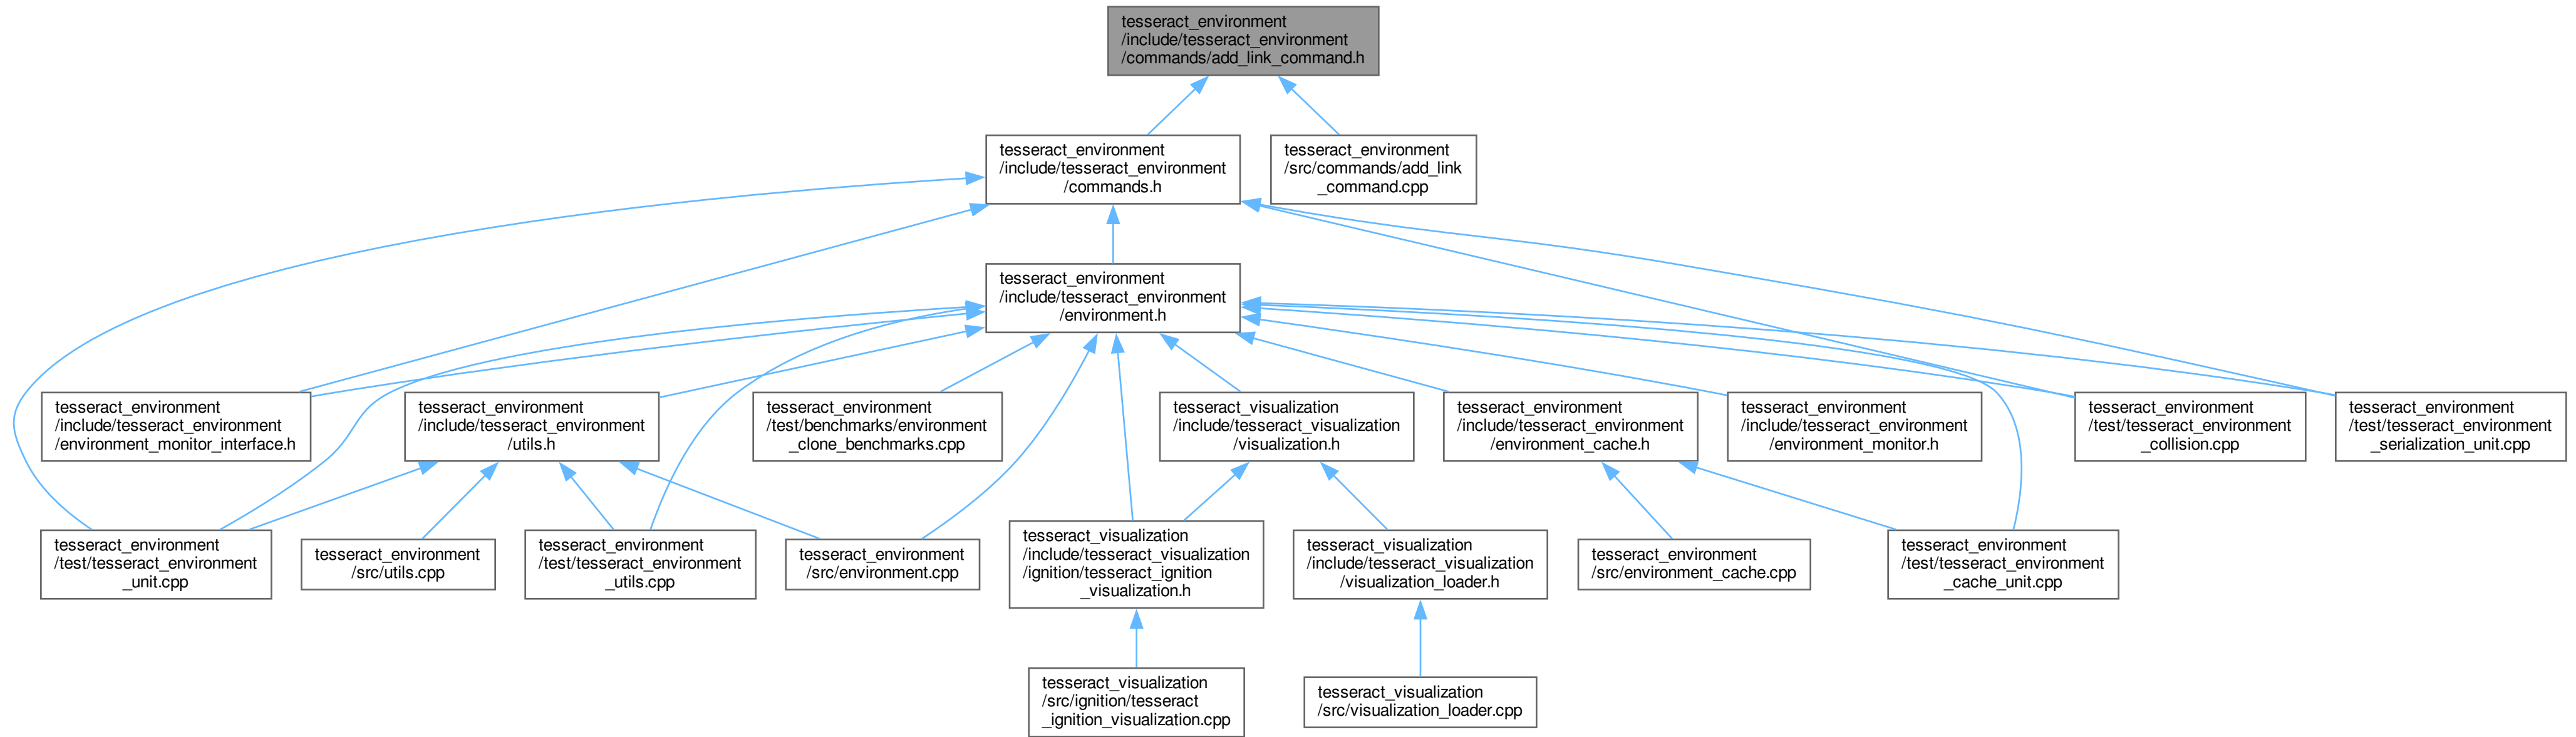 tesseract_environment
/include/tesseract_environment
/commands/add_link_command.h
tesseract_environment
/include/tesseract_environment
/commands.h
tesseract_environment
/src/commands/add_link
_command.cpp
tesseract_environment
/include/tesseract_environment
/environment.h
tesseract_environment
/include/tesseract_environment
/environment_monitor_interface.h
tesseract_environment
/include/tesseract_environment
/utils.h
tesseract_environment
/test/benchmarks/environment
_clone_benchmarks.cpp
tesseract_visualization
/include/tesseract_visualization
/visualization.h
tesseract_environment
/include/tesseract_environment
/environment_cache.h
tesseract_environment
/include/tesseract_environment
/environment_monitor.h
tesseract_environment
/test/tesseract_environment
_collision.cpp
tesseract_environment
/test/tesseract_environment
_serialization_unit.cpp
tesseract_environment
/test/tesseract_environment
_unit.cpp
tesseract_environment
/src/utils.cpp
tesseract_environment
/test/tesseract_environment
_utils.cpp
tesseract_environment
/src/environment.cpp
tesseract_visualization
/include/tesseract_visualization
/ignition/tesseract_ignition
_visualization.h
tesseract_visualization
/include/tesseract_visualization
/visualization_loader.h
tesseract_environment
/src/environment_cache.cpp
tesseract_environment
/test/tesseract_environment
_cache_unit.cpp
tesseract_visualization
/src/ignition/tesseract
_ignition_visualization.cpp
tesseract_visualization
/src/visualization_loader.cpp